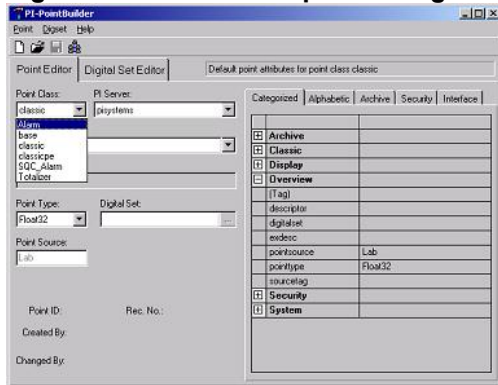 PI-PointBuilder
Point Digset Help
Point Editor Digital Set Editor
Default point attributes for point class classic
Point Class: PI Server:
classic pisystems
Alarm
base
classic
classicpe
SQC_Alarm
Totalizer
Point Type: Digital Set:
Float32
Point Source:
Lab
Point ID: Rec. No.:
Created By:
Changed By:
Categorized Alphabetic Archive Security Interface
Archive
Classic
Display
Overview
(Tag)
descriptor
digitalset
exdesc
pointsource Lab
pointtype Float32
sourcetag
Security
System